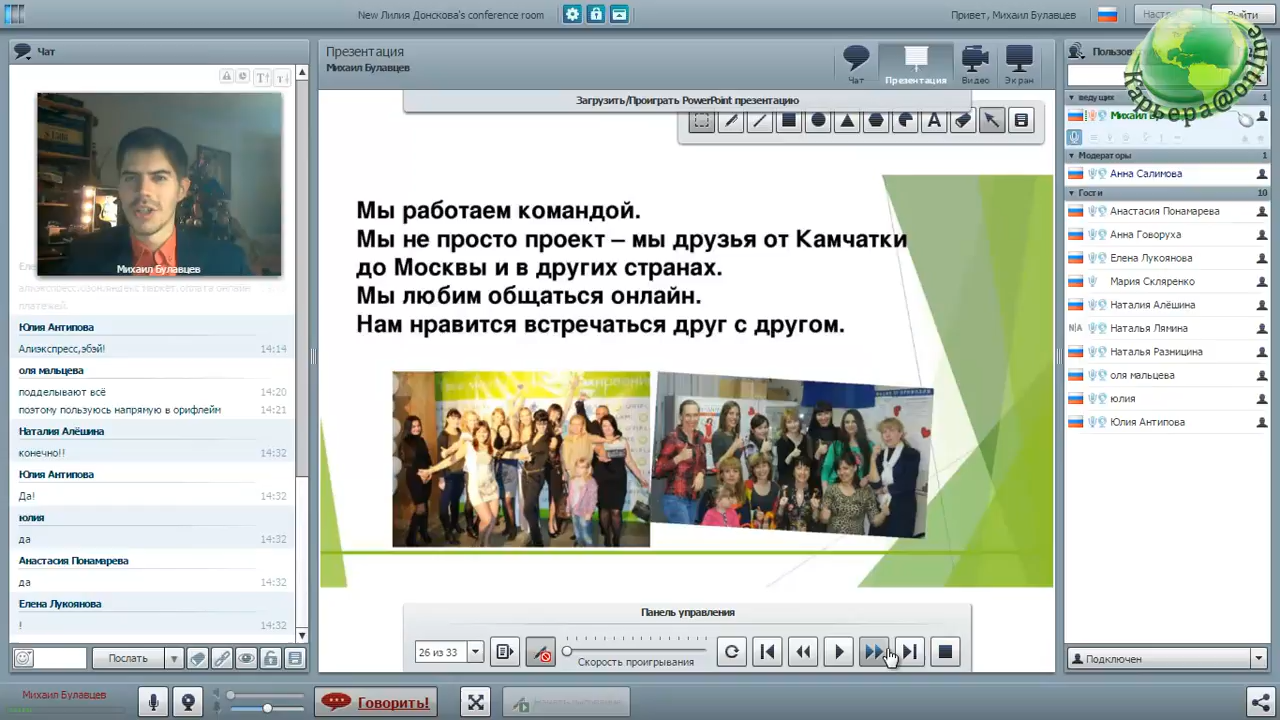 New Лилия Донскова's conference room
Привет, Михаил Булавцев
Выйти
Карьера@online
Чат
Михаил Булавцев
платежей.
Юлия Антипова
Алиэкспресс,эбэй! 14:14
оля мальцева
подделывают всё 14:20
поэтому пользуюсь напрямую в орифлейм 14:21
Наталия Алёшина
конечно!! 14:32
Юлия Антипова
Да! 14:32
юлия
да 14:32
Анастасия Понамарева
да 14:32
Елена Лукоянова
! 14:32
Послать
Презентация
Михаил Булавцев
Чат
Презентация
Видео
Экран
Загрузить/Проиграть PowerPoint презентацию
Мы работаем командой.
Мы не просто проект – мы друзья от Камчатки
до Москвы и в других странах.
Мы любим общаться онлайн.
Нам нравится встречаться друг с другом.
Панель управления
26 из 33
Скорость проигрывания
ведущих 1
Модераторы 1
Анна Салимова
Гости 10
Анастасия Понамарева
Анна Говоруха
Елена Лукоянова
Мария Скляренко
Наталия Алёшина
N/A Наталья Лямина
Наталья Разницина
оля мальцева
юлия
Юлия Антипова
Подключен
Михаил Булавцев
Говорить!